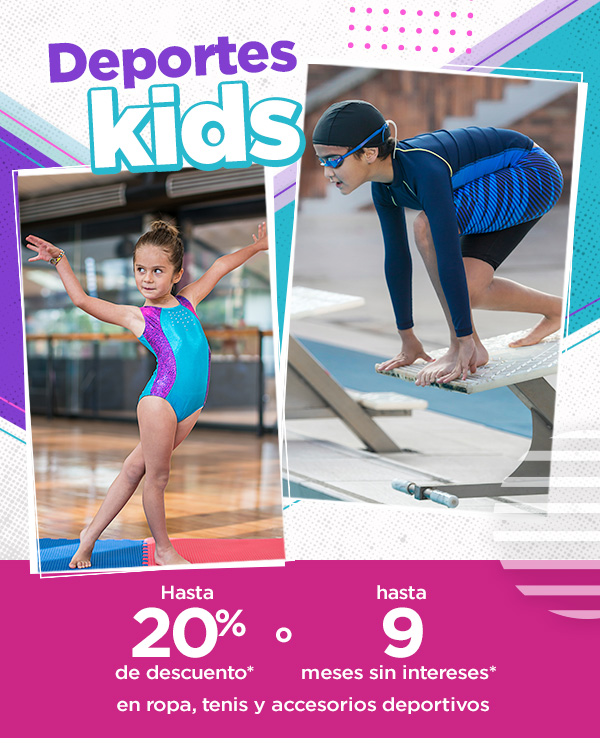 Deportes
kids
Hasta
20%
de descuento*
o
hasta
9
meses sin intereses*
en ropa, tenis y accesorios deportivos